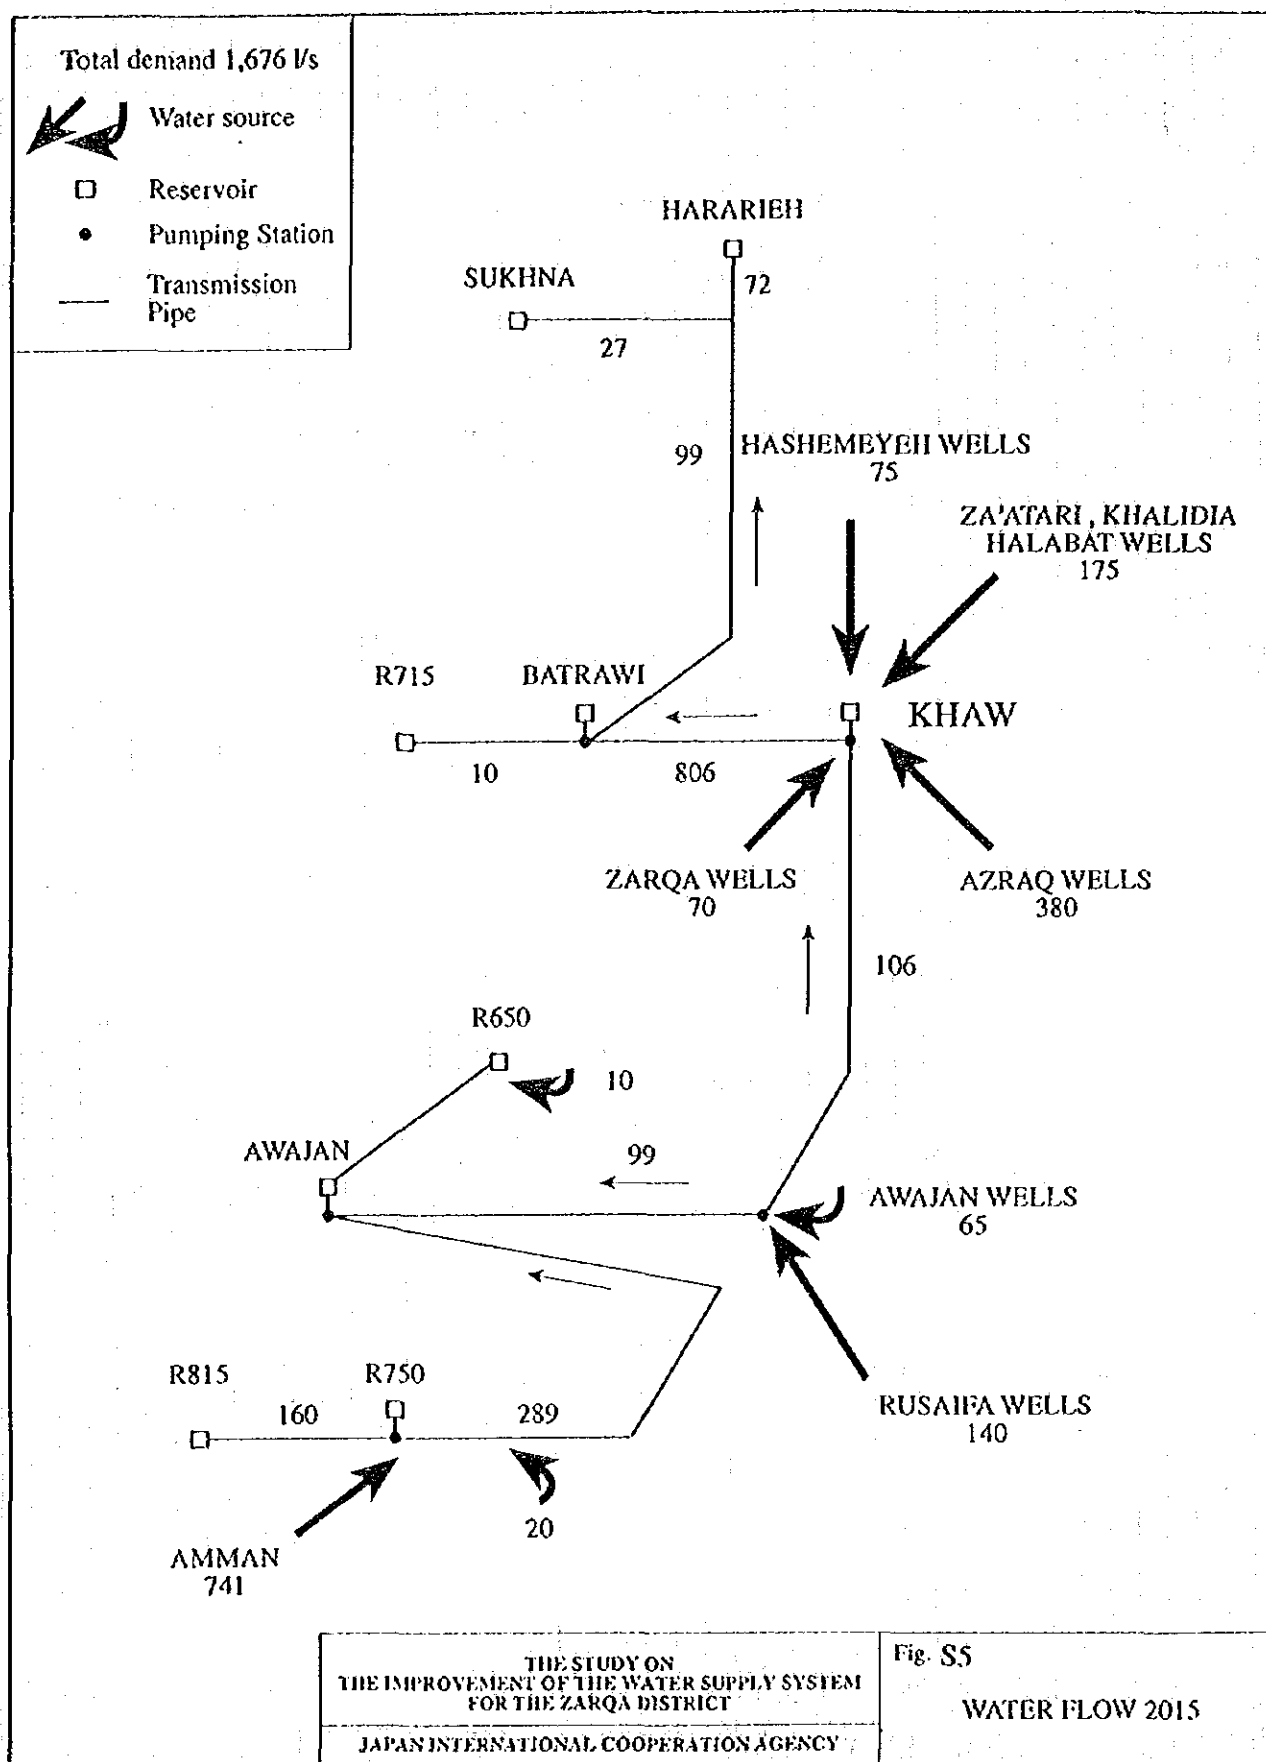 Total demand 1,676 l/s
Water source
Reservoir
Pumping Station
Transmission
Pipe
HARARIEH
72
SUKHNA
27
99
HASHEMEYEH WELLS
75
ZA'ATARI , KHALIDIA
HALABAT WELLS
175
R715
BATRAWI
KHAW
10
806
ZARQA WELLS
70
AZRAQ WELLS
380
106
R650
10
AWAJAN
99
AWAJAN WELLS
65
R815
R750
160
289
RUSAIFA WELLS
140
20
AMMAN
741
THE STUDY ON
THE IMPROVEMENT OF THE WATER SUPPLY SYSTEM
FOR THE ZARQA DISTRICT
JAPAN INTERNATIONAL COOPERATION AGENCY
Fig. S5
WATER FLOW 2015